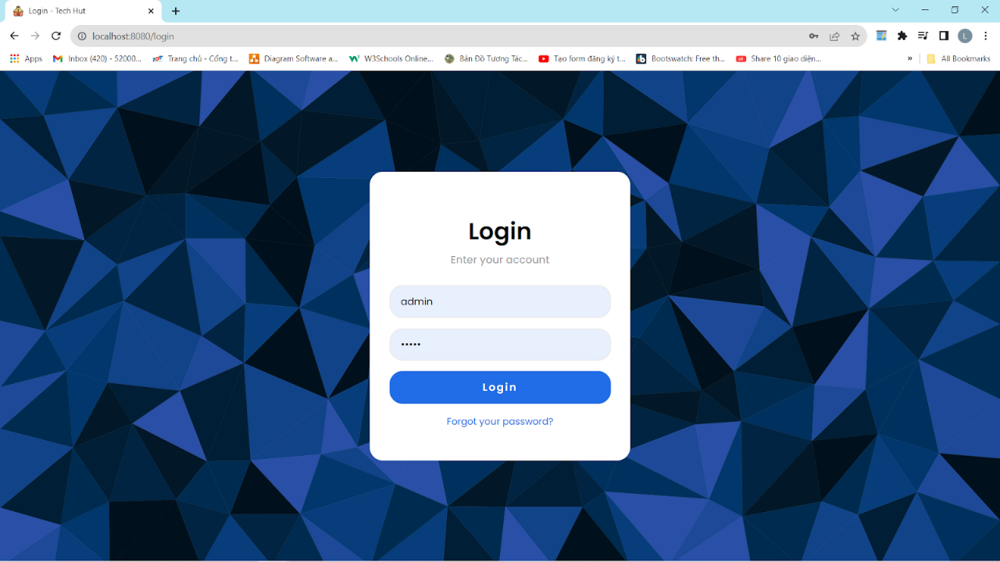 Login - Tech Hut
localhost:8080/login
L
Apps
Inbox (420) - 52000...
Trang chủ - Cổng t...
Diagram Software a...
W3Schools Online...
Bản Đồ Tương Tác...
Tạo form đăng ký t...
Bootswatch: Free th...
Share 10 giao diện...
»
All Bookmarks
Login
Enter your account
admin
•••••
Login
Forgot your password?